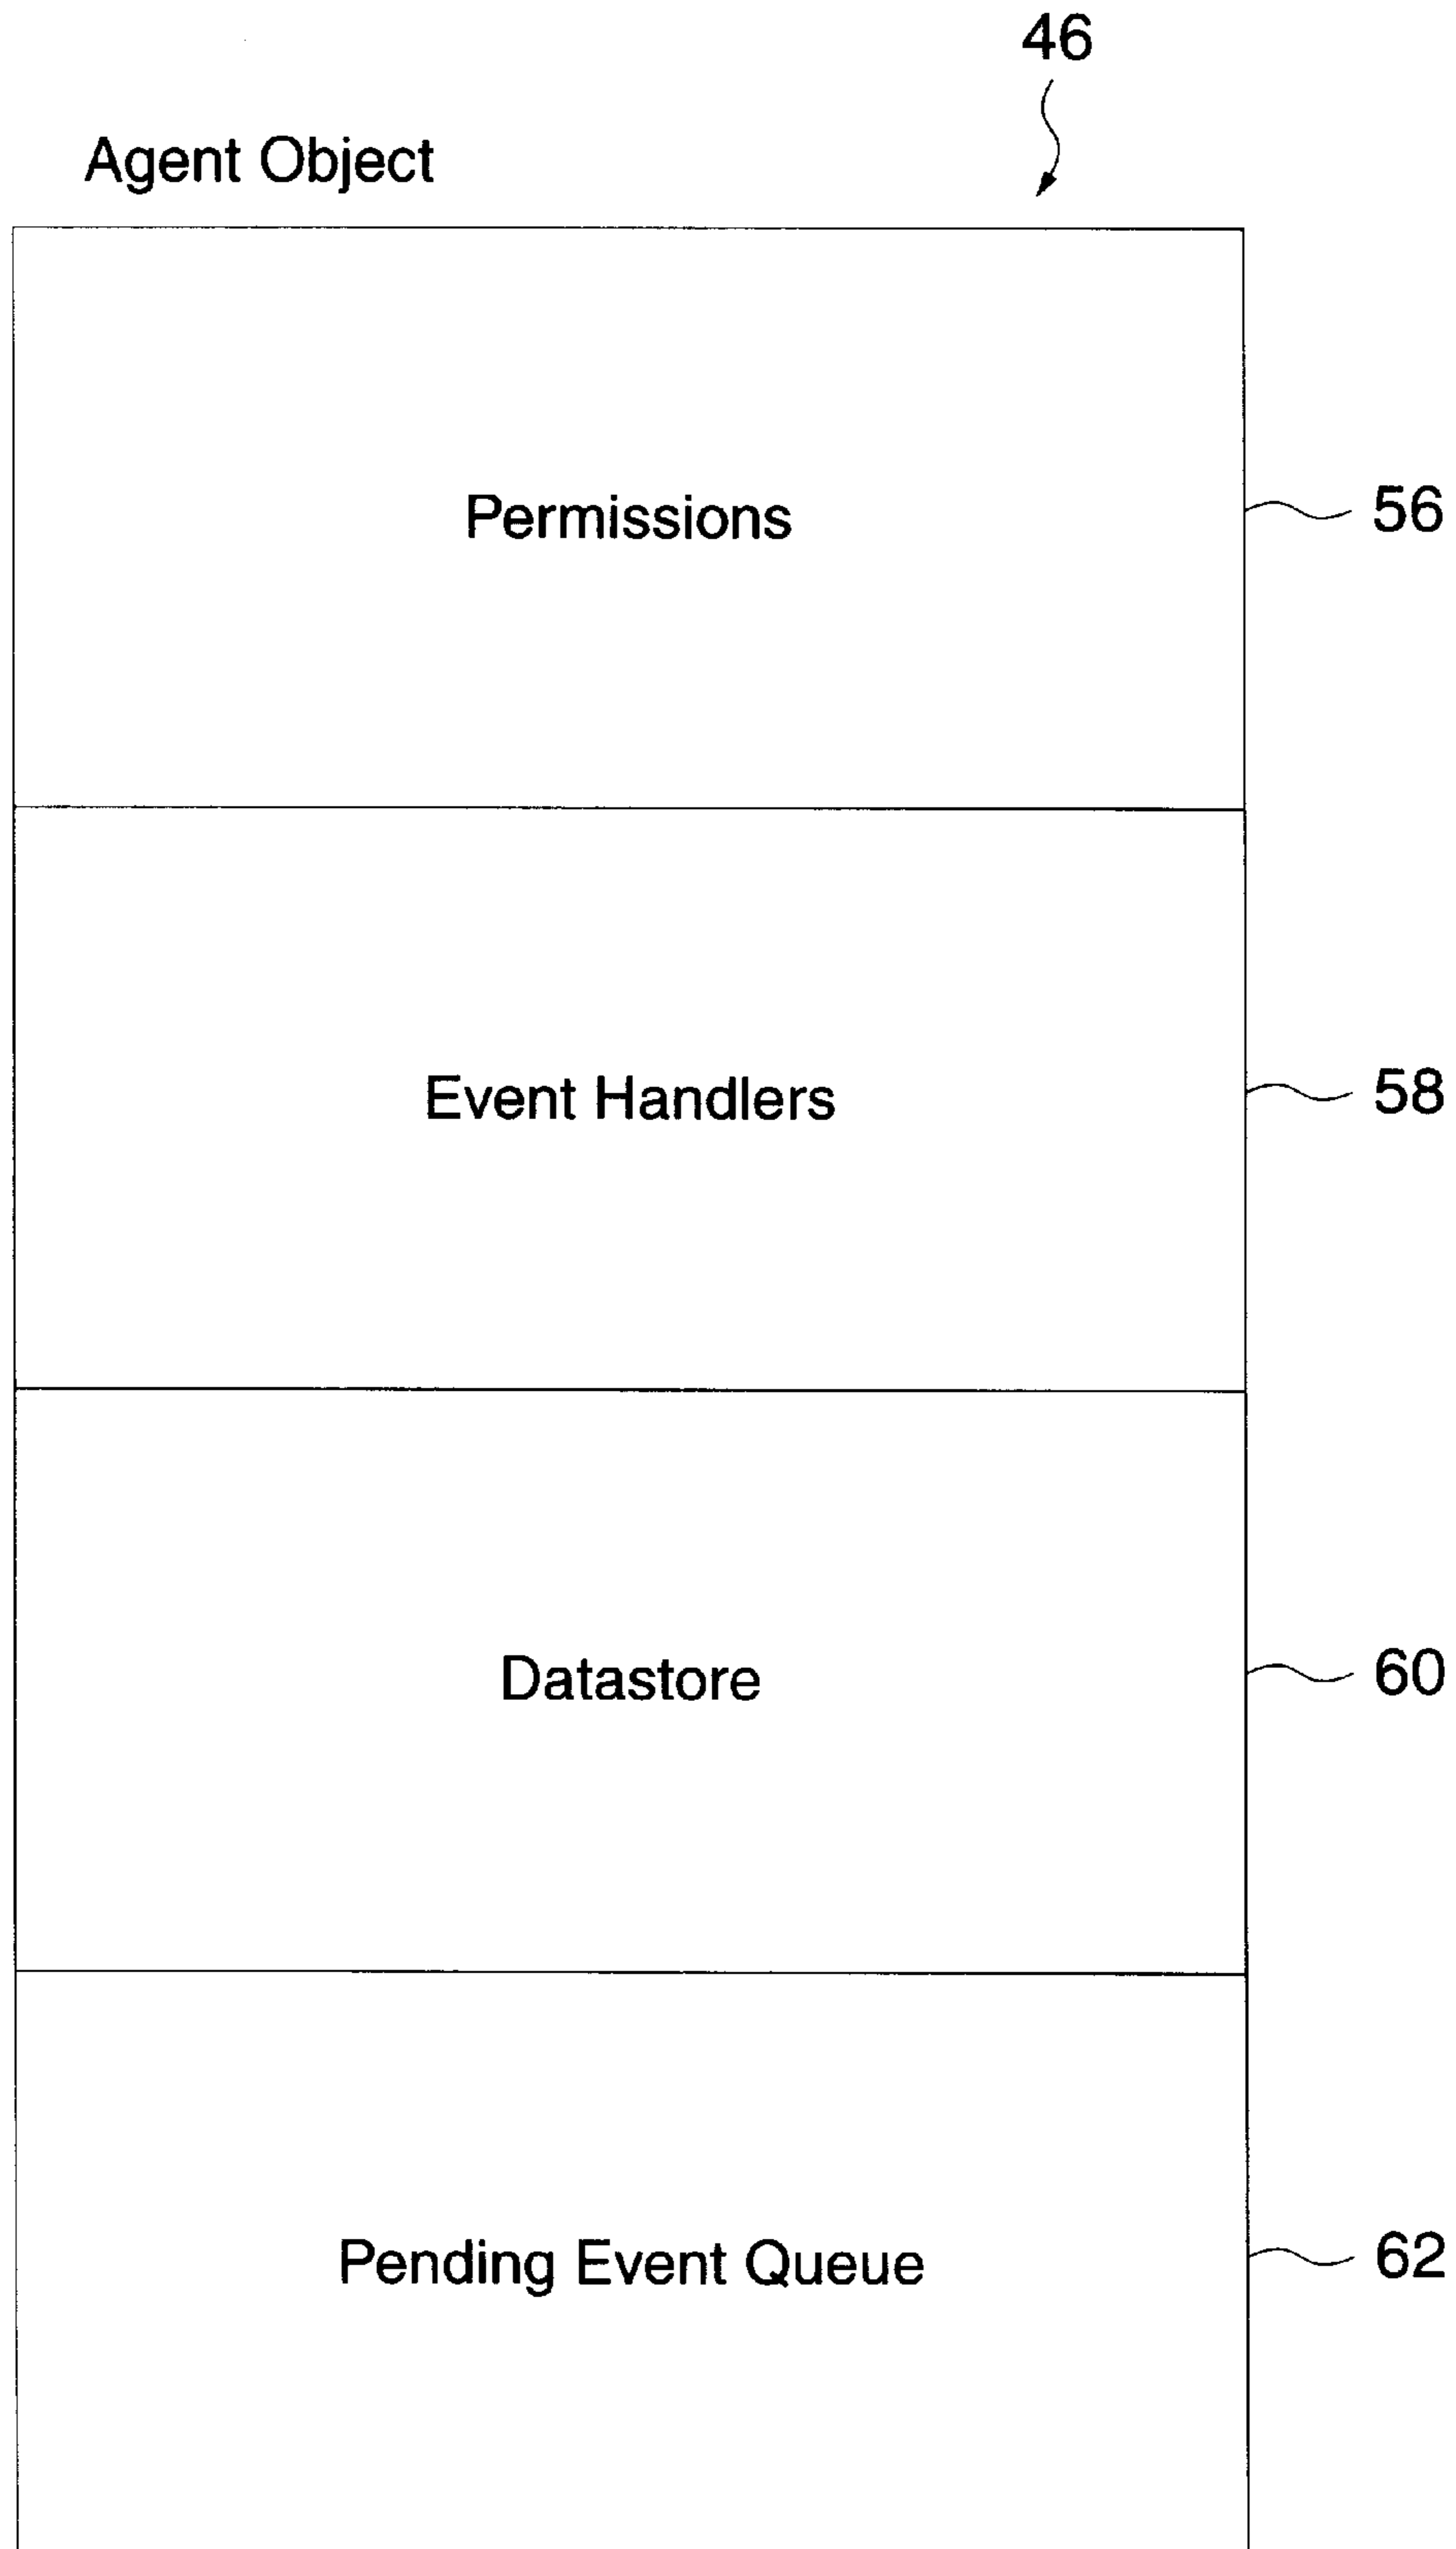 46
Agent Object
Permissions
56
Event Handlers
58
Datastore
60
Pending Event Queue
62